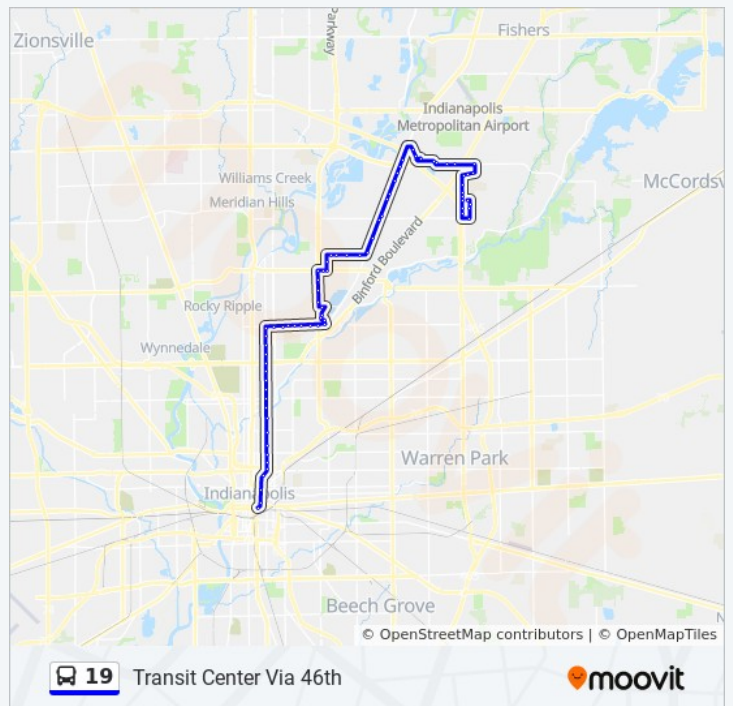 Zionsville
Parkway
Fishers
Indianapolis
Metropolitan Airport
Williams Creek
Meridian Hills
McCordsv
Binford Boulevard
Rocky Ripple
Wynnedale
Warren Park
Indianapolis
Beech Grove
© OpenStreetMap contributors | © OpenMapTiles
19 Transit Center Via 46th
moovit